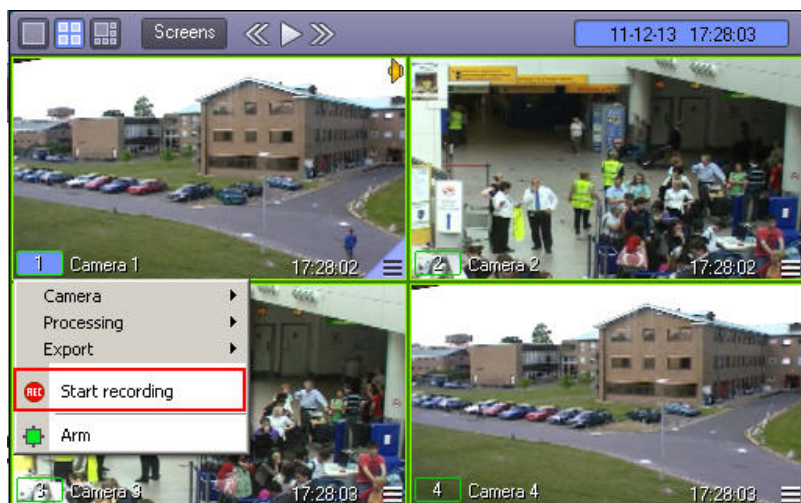 Screens
11-12-13 17:28:03
1 Camera 1 17:28:02
2 Camera 2 17:28:02
Camera
Processing
Export
REC Start recording
Arm
3 Camera 3 17:28:03
4 Camera 4 17:28:03